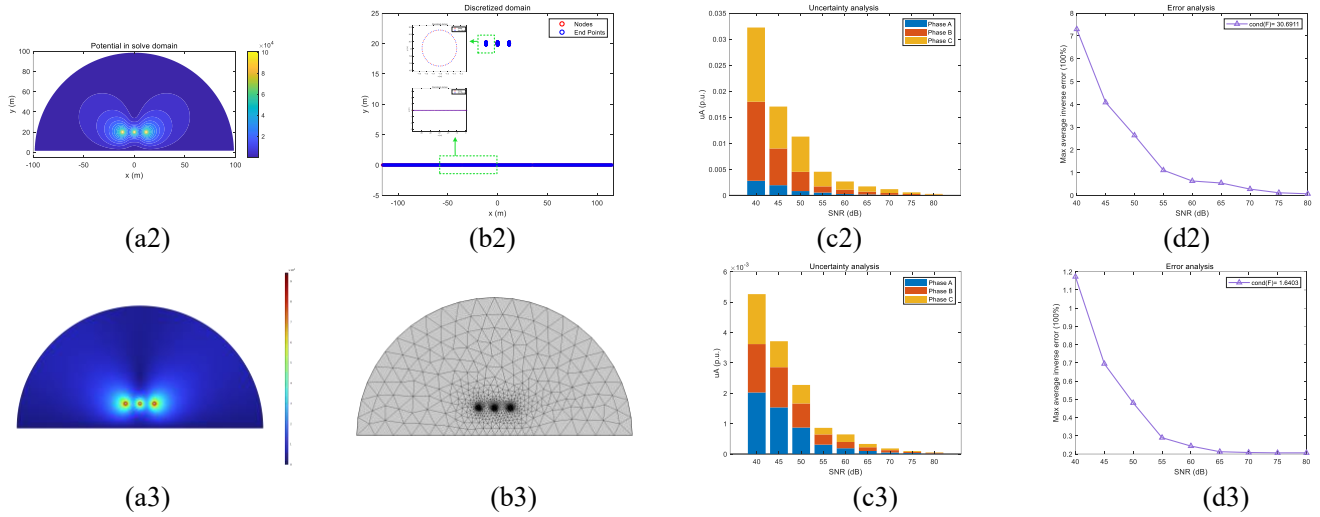 Potential in solve domain
×10⁴
100
80
60
40
20
0
y (m)
-100
-50
0
50
100
x (m)
10
8
6
4
2
(a2)
Discretized domain
Nodes
End Points
25
20
15
10
5
0
-5
y (m)
-100
-50
0
50
100
x (m)
(b2)
Uncertainty analysis
Phase A
Phase B
Phase C
0.035
0.03
0.025
0.02
0.015
0.01
0.005
0
uA (p.u.)
40
45
50
55
60
65
70
75
80
SNR (dB)
(c2)
Error analysis
cond(F)= 30.6911
8
7
6
5
4
3
2
1
0
Max average inverse error (100%)
40
45
50
55
60
65
70
75
80
SNR (dB)
(d2)
(a3)
(b3)
×10⁻³
Uncertainty analysis
Phase A
Phase B
Phase C
6
5
4
3
2
1
0
uA (p.u.)
40
45
50
55
60
65
70
75
80
SNR (dB)
(c3)
Error analysis
cond(F)= 1.6403
1.2
1.1
1
0.9
0.8
0.7
0.6
0.5
0.4
0.3
0.2
Max average inverse error (100%)
40
45
50
55
60
65
70
75
80
SNR (dB)
(d3)